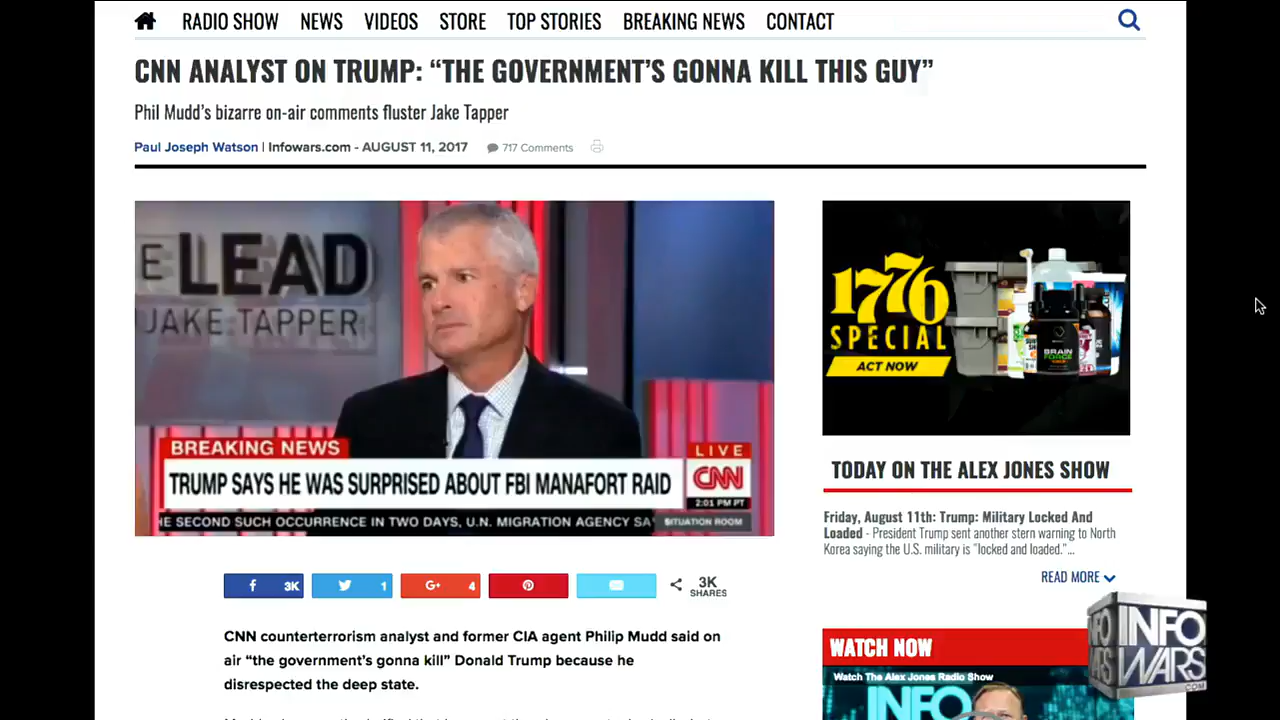 RADIO SHOW NEWS VIDEOS STORE TOP STORIES BREAKING NEWS CONTACT
CNN ANALYST ON TRUMP: “THE GOVERNMENT’S GONNA KILL THIS GUY”
Phil Mudd’s bizarre on-air comments fluster Jake Tapper
Paul Joseph Watson | Infowars.com - AUGUST 11, 2017 717 Comments
E LEAD
JAKE TAPPER
BREAKING NEWS
TRUMP SAYS HE WAS SURPRISED ABOUT FBI MANAFORT RAID
LIVE
CNN
2:01 PM PT
HE SECOND SUCH OCCURRENCE IN TWO DAYS, U.N. MIGRATION AGENCY SA
SITUATION ROOM
3K 1 G+ 4 3K
SHARES
CNN counterterrorism analyst and former CIA agent Philip Mudd said on
air “the government’s gonna kill” Donald Trump because he
disrespected the deep state.
1776
SPECIAL
ACT NOW
BRAIN
FORCE
TODAY ON THE ALEX JONES SHOW
Friday, August 11th: Trump: Military Locked And
Loaded - President Trump sent another stern warning to North
Korea saying the U.S. military is "locked and loaded."...
READ MORE
WATCH NOW
Watch The Alex Jones Radio Show
INFO
INFO
WARS
.COM